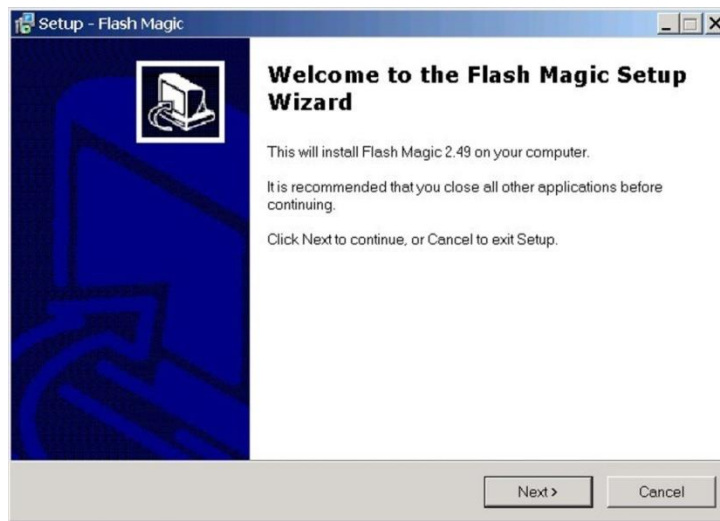 Setup - Flash Magic
Welcome to the Flash Magic Setup
Wizard
This will install Flash Magic 2.49 on your computer.
It is recommended that you close all other applications before
continuing.
Click Next to continue, or Cancel to exit Setup.
Next >
Cancel